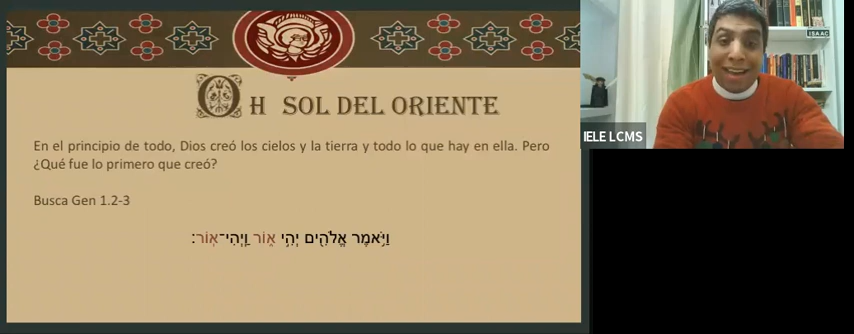 OH SOL DEL ORIENTE
En el principio de todo, Dios creó los cielos y la tierra y todo lo que hay en ella. Pero
¿Qué fue lo primero que creó?
Busca Gen 1.2-3
וַיֹּ֥אמֶר אֱלֹהִ֖ים יְהִ֣י א֑וֹר וַֽיְהִי־אֽוֹר׃
ISAAC
IELE LCMS